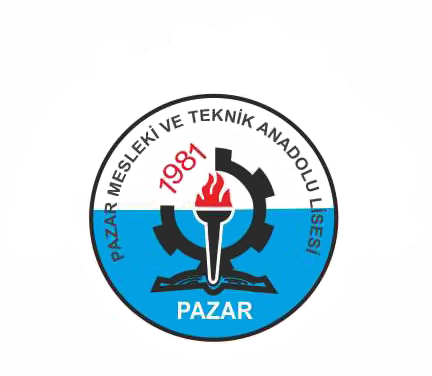 PAZAR MESLEKİ VE TEKNİK ANADOLU LİSESİ
1981
PAZAR